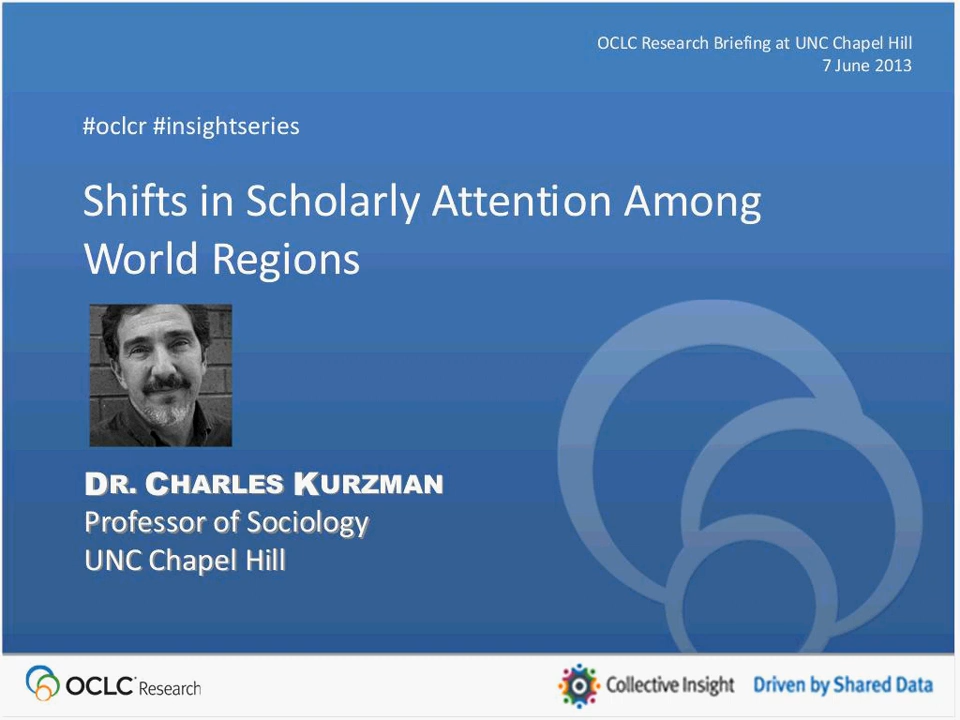 OCLC Research Briefing at UNC Chapel Hill
7 June 2013
#oclcr #insightseries
Shifts in Scholarly Attention Among
World Regions
DR. CHARLES KURZMAN
Professor of Sociology
UNC Chapel Hill
OCLC Research
Collective Insight Driven by Shared Data